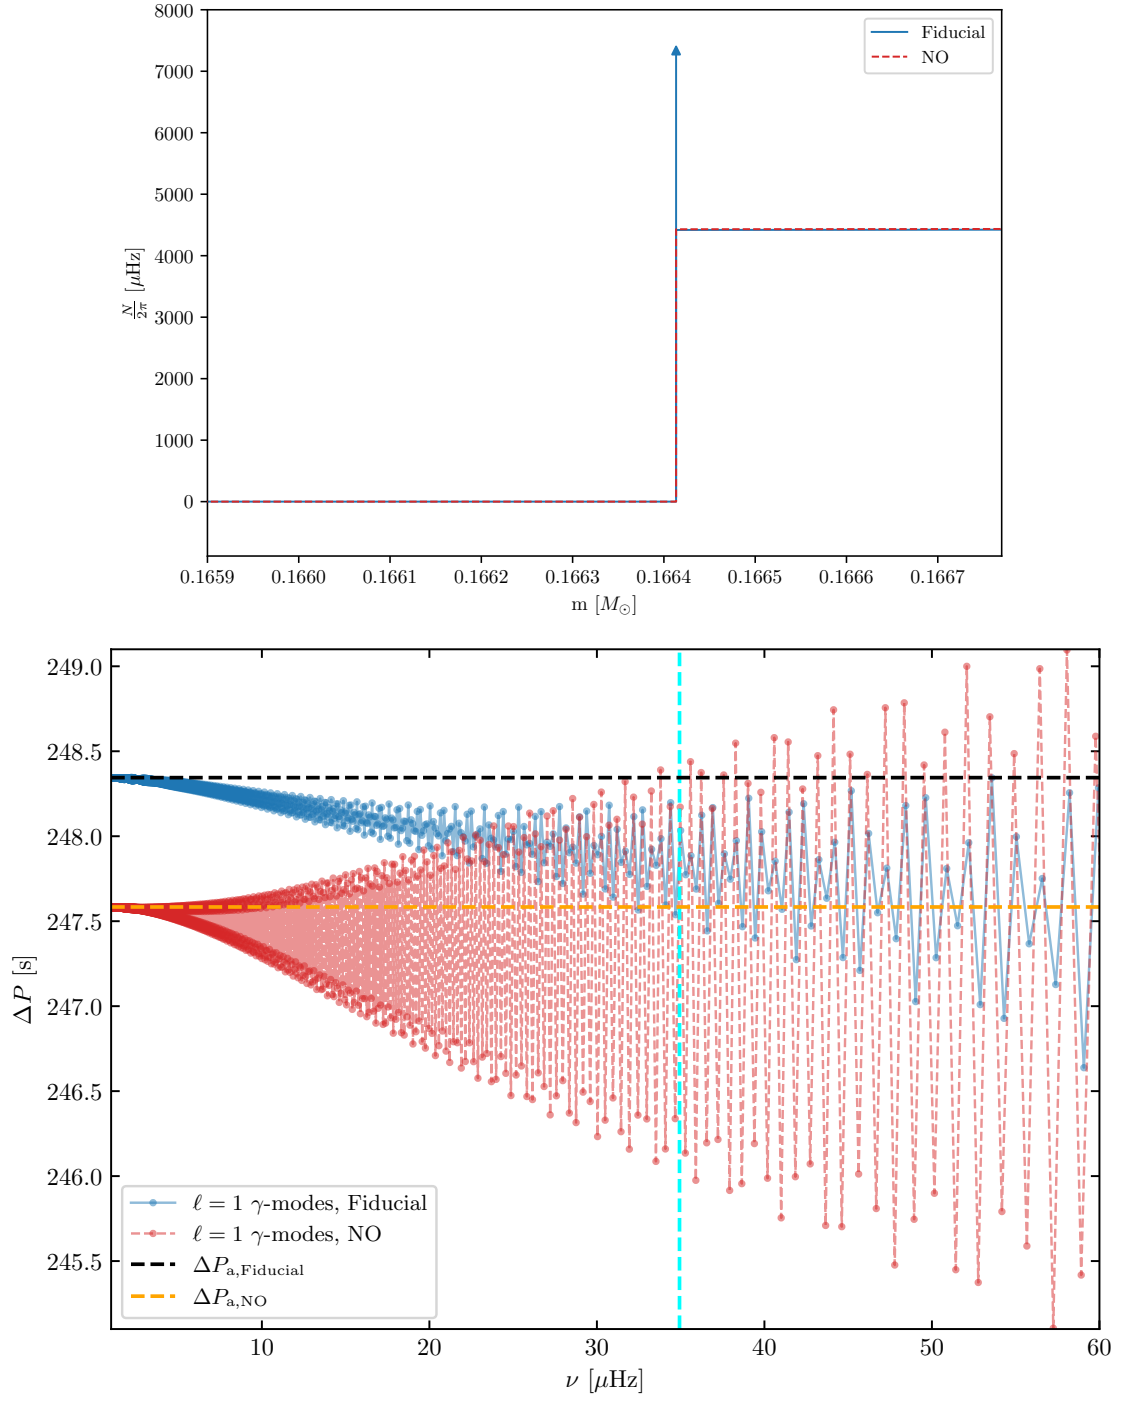 8000
7000
6000
5000
4000
3000
2000
1000
0
N/2π [μHz]
Fiducial
NO
0.1659 0.1660 0.1661 0.1662 0.1663 0.1664 0.1665 0.1666 0.1667
m [M⊙]
249.0
248.5
248.0
247.5
247.0
246.5
246.0
245.5
ΔP [s]
ℓ = 1 γ-modes, Fiducial
ℓ = 1 γ-modes, NO
ΔPa,Fiducial
ΔPa,NO
10 20 30 40 50 60
ν [μHz]